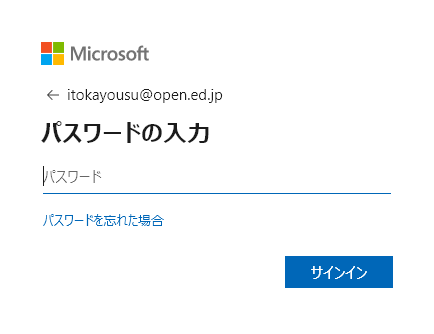 Microsoft
← itokayousu@open.ed.jp
パスワードの入力
パスワード
パスワードを忘れた場合
サインイン